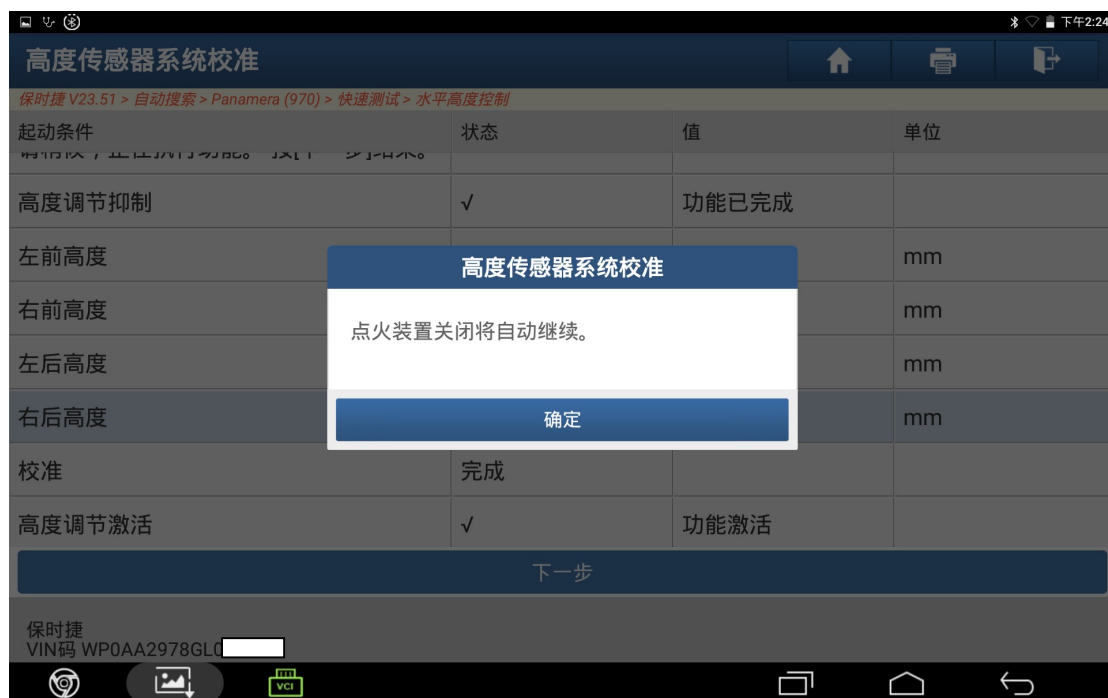 下午2:24
高度传感器系统校准
保时捷 V23.51 > 自动搜索 > Panamera (970) > 快速测试 > 水平高度控制
起动条件 状态 值 单位
高度调节抑制 √ 功能已完成
左前高度 mm
高度传感器系统校准
右前高度 mm
点火装置关闭将自动继续。
左后高度 mm
右后高度 mm
确定
校准 完成
高度调节激活 √ 功能激活
下一步
保时捷
VIN码 WP0AA2978GL0
VCI